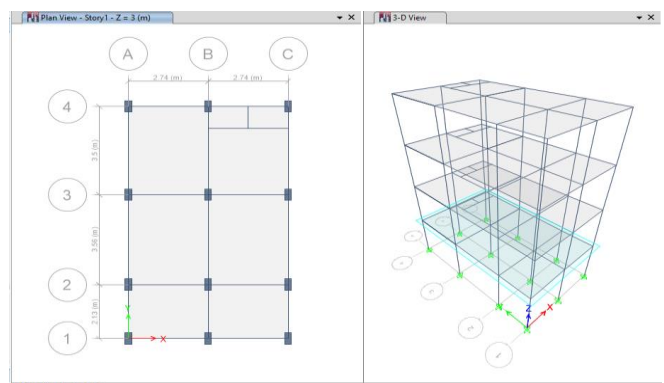 Plan View - Story1 - Z = 3 (m)
3-D View
A
B
C
2.74 (m)
2.74 (m)
4
3.5 (m)
3
3.56 (m)
2
2.13 (m)
Y
1
X
Z
X